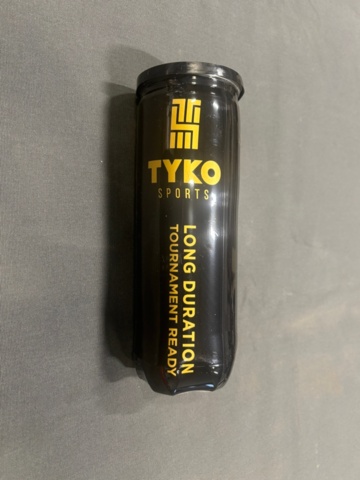 TYKO
SPORTS
LONG DURATION
TOURNAMENT READY